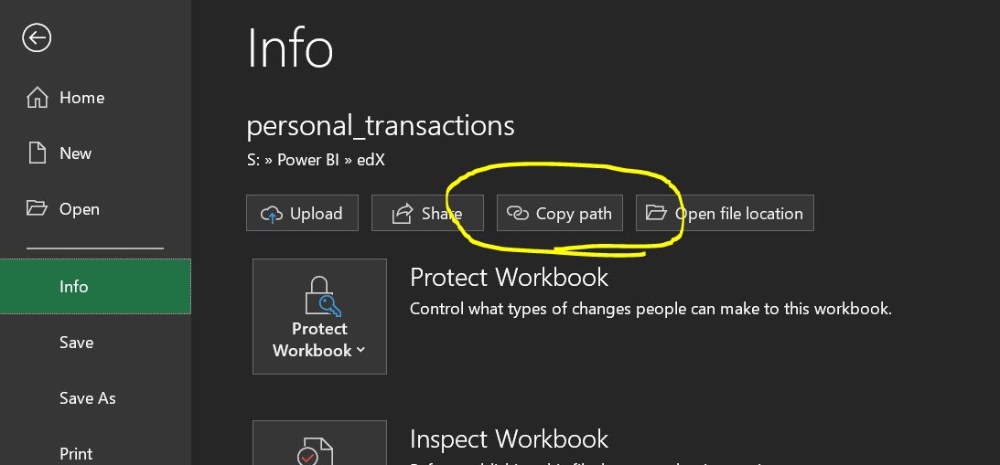 Info
Home
personal_transactions
New
S: » Power BI » edX
Open
Upload
Share
Copy path
Open file location
Info
Protect Workbook
Control what types of changes people can make to this workbook.
Protect
Workbook
Save
Save As
Inspect Workbook
Print